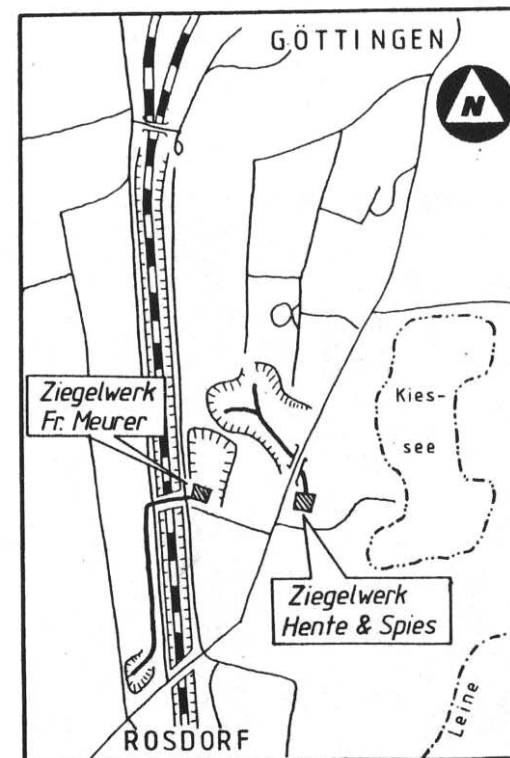 GÖTTINGEN
N
Ziegelwerk
Fr. Meurer
Kies-
see
Ziegelwerk
Hente & Spies
Leine
ROSDORF